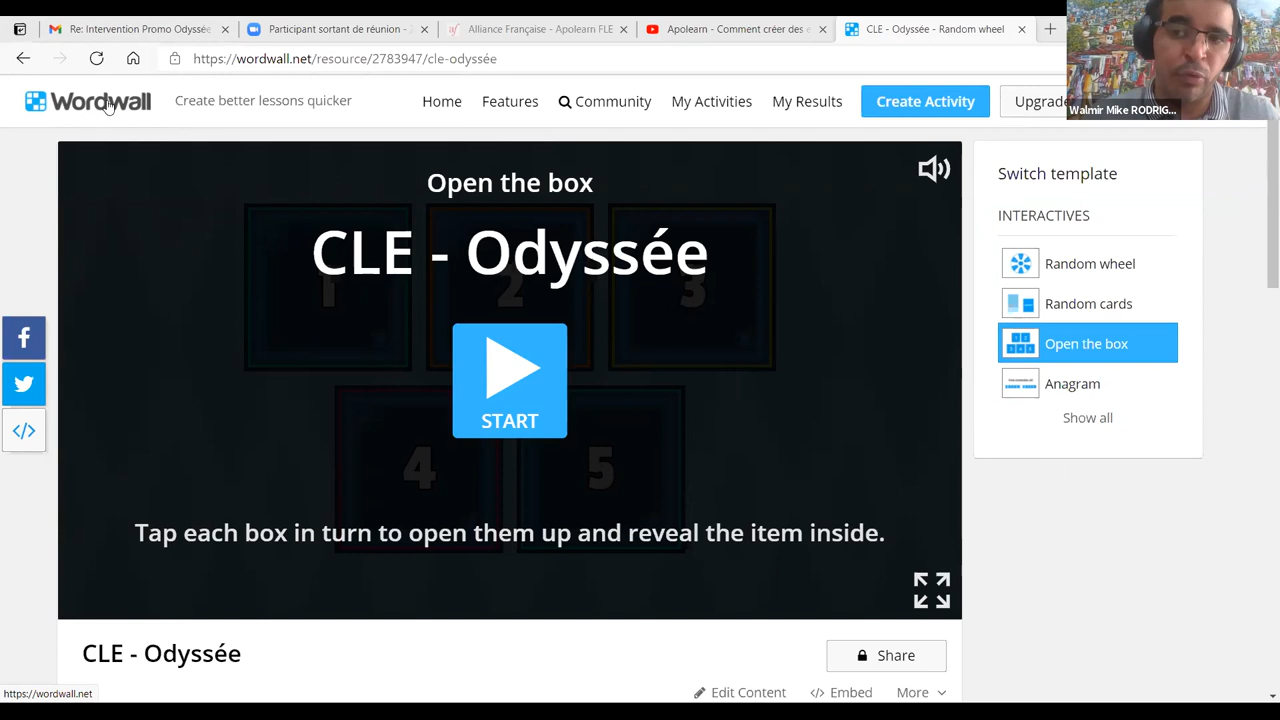 Re: Intervention Promo Odyssée
Participant sortant de réunion - 2
Alliance Française - Apolearn FLE
Apolearn - Comment créer des é
CLE - Odyssée - Random wheel
https://wordwall.net/resource/2783947/cle-odyssée
Wordwall
Create better lessons quicker
Home
Features
Community
My Activities
My Results
Create Activity
Upgrade
Walmir Mike RODRIG...
Open the box
CLE - Odyssée
1
2
3
START
4
5
Tap each box in turn to open them up and reveal the item inside.
Switch template
INTERACTIVES
Random wheel
Random cards
Open the box
Anagram
Show all
CLE - Odyssée
Share
Edit Content
</> Embed
More
https://wordwall.net